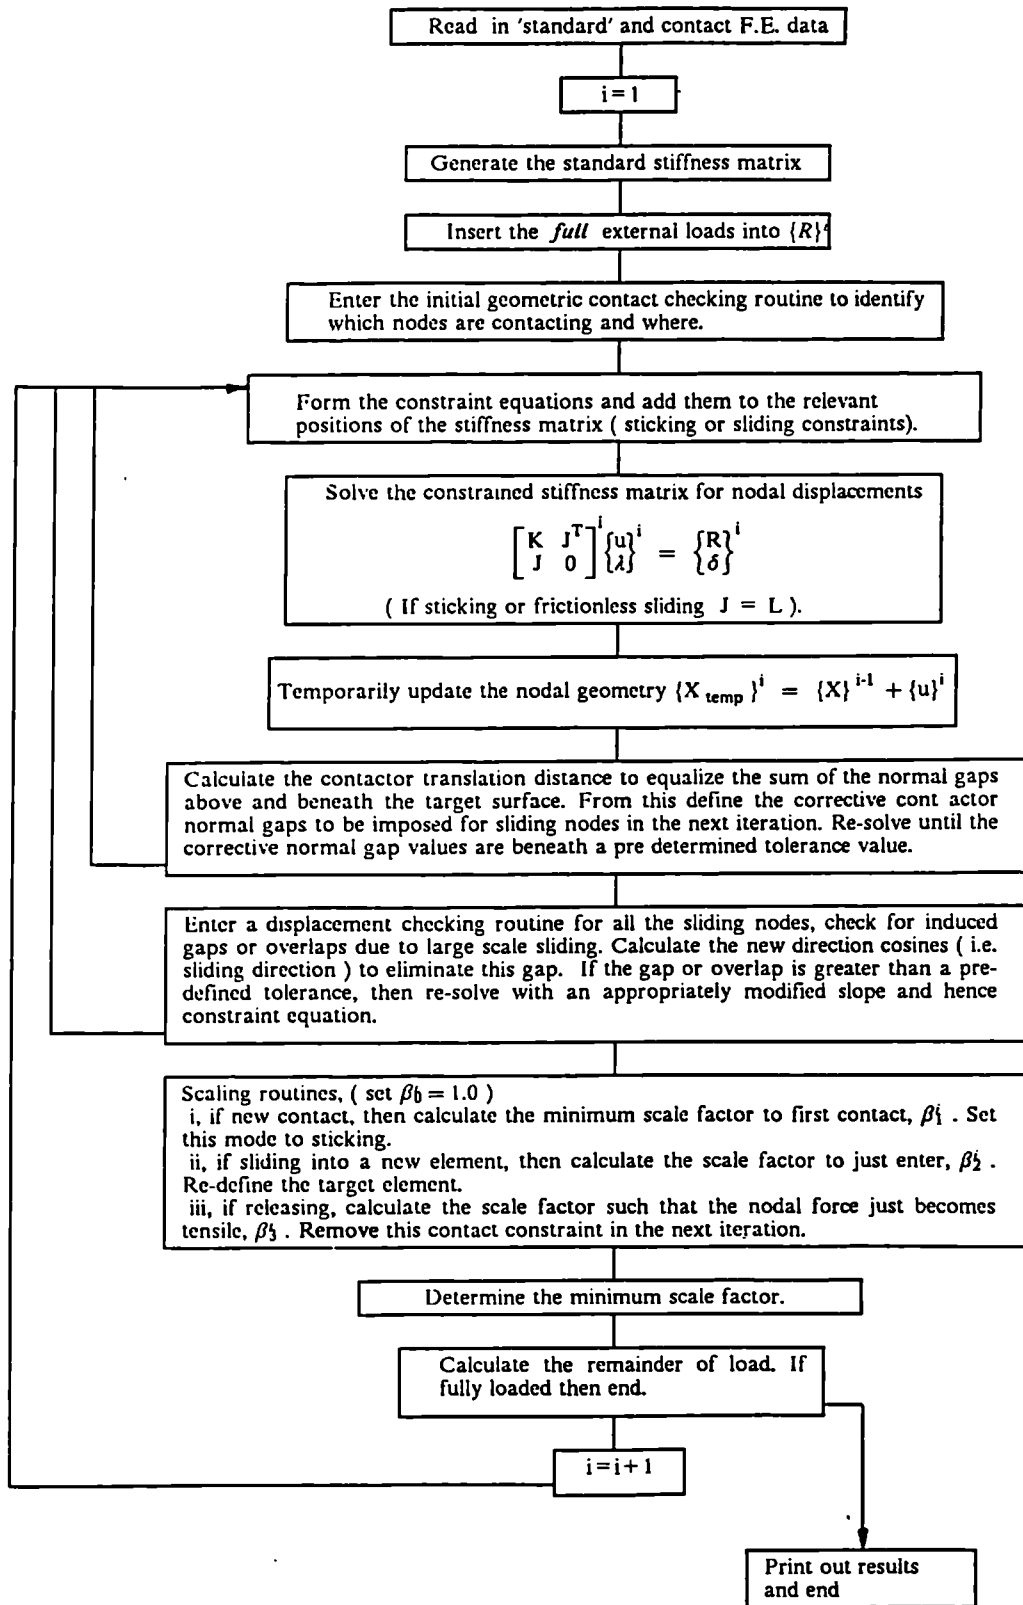 Read in 'standard' and contact F.E. data
i = 1
Generate the standard stiffness matrix
Insert the full external loads into {R}ⁱ
Enter the initial geometric contact checking routine to identify
which nodes are contacting and where.
Form the constraint equations and add them to the relevant
positions of the stiffness matrix ( sticking or sliding constraints).
Solve the constrained stiffness matrix for nodal displacements
[K Jᵀ]ⁱ {u}ⁱ = {R}ⁱ
[J 0] {λ} {δ}
( If sticking or frictionless sliding J = L ).
Temporarily update the nodal geometry {X temp}ⁱ = {X}ⁱ⁻¹ + {u}ⁱ
Calculate the contactor translation distance to equalize the sum of the normal gaps
above and beneath the target surface. From this define the corrective cont actor
normal gaps to be imposed for sliding nodes in the next iteration. Re-solve until the
corrective normal gap values are beneath a pre determined tolerance value.
Enter a displacement checking routine for all the sliding nodes, check for induced
gaps or overlaps due to large scale sliding. Calculate the new direction cosines ( i.e.
sliding direction ) to eliminate this gap. If the gap or overlap is greater than a pre-
defined tolerance, then re-solve with an appropriately modified slope and hence
constraint equation.
Scaling routines, ( set β₀ⁱ = 1.0 )
i, if new contact, then calculate the minimum scale factor to first contact, β₁ⁱ . Set
this mode to sticking.
ii, if sliding into a new element, then calculate the scale factor to just enter, β₂ⁱ .
Re-define the target element.
iii, if releasing, calculate the scale factor such that the nodal force just becomes
tensile, β₃ⁱ . Remove this contact constraint in the next iteration.
Determine the minimum scale factor.
Calculate the remainder of load. If
fully loaded then end.
i = i + 1
Print out results
and end